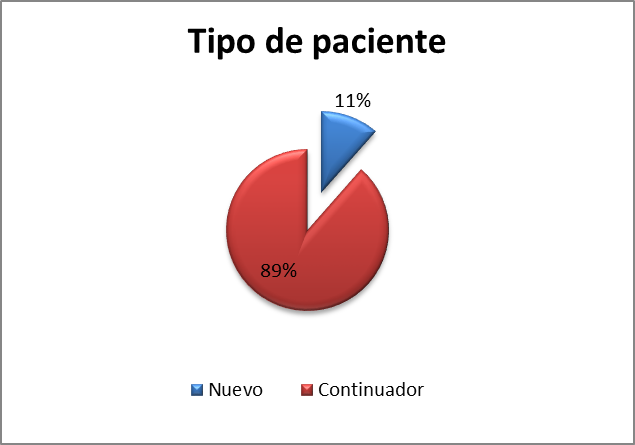 Tipo de paciente
11%
89%
Nuevo Continuador